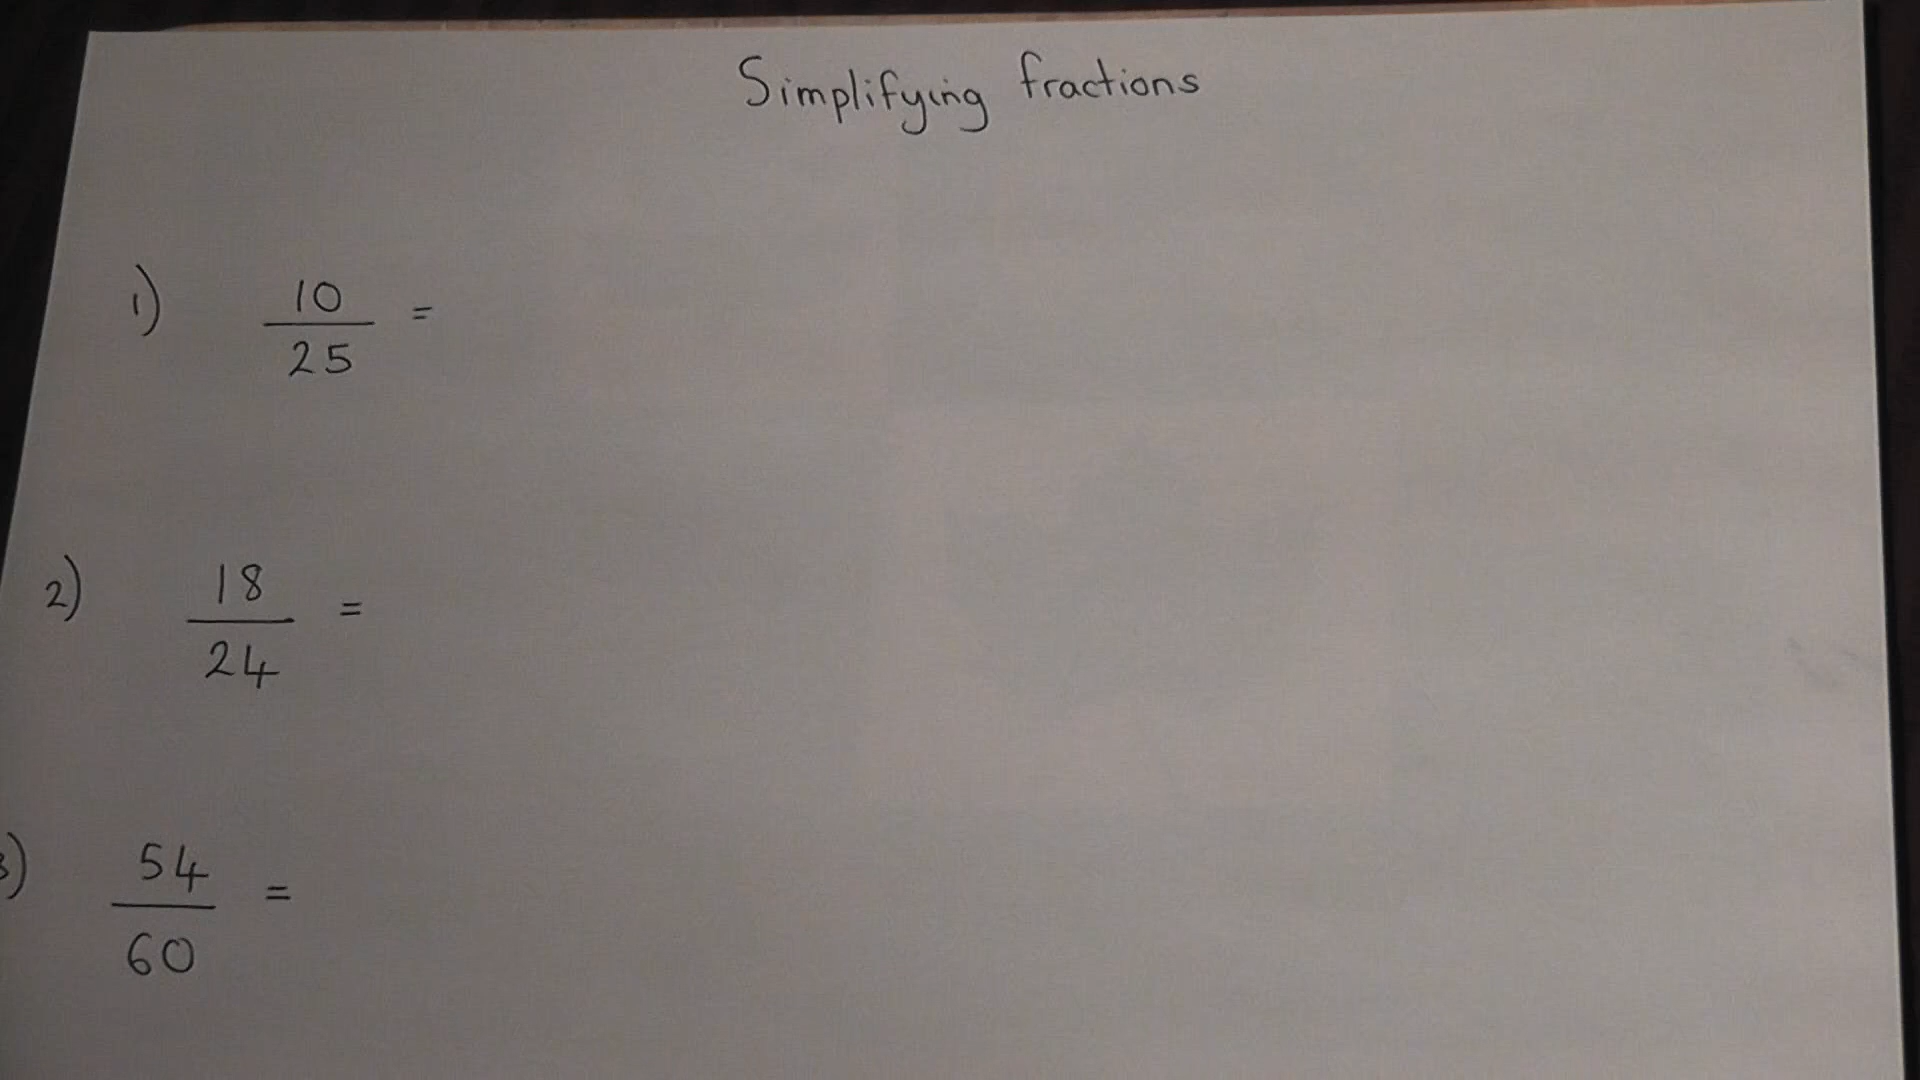 Simplifying fractions
1) 10/25 =
2) 18/24 =
3) 54/60 =